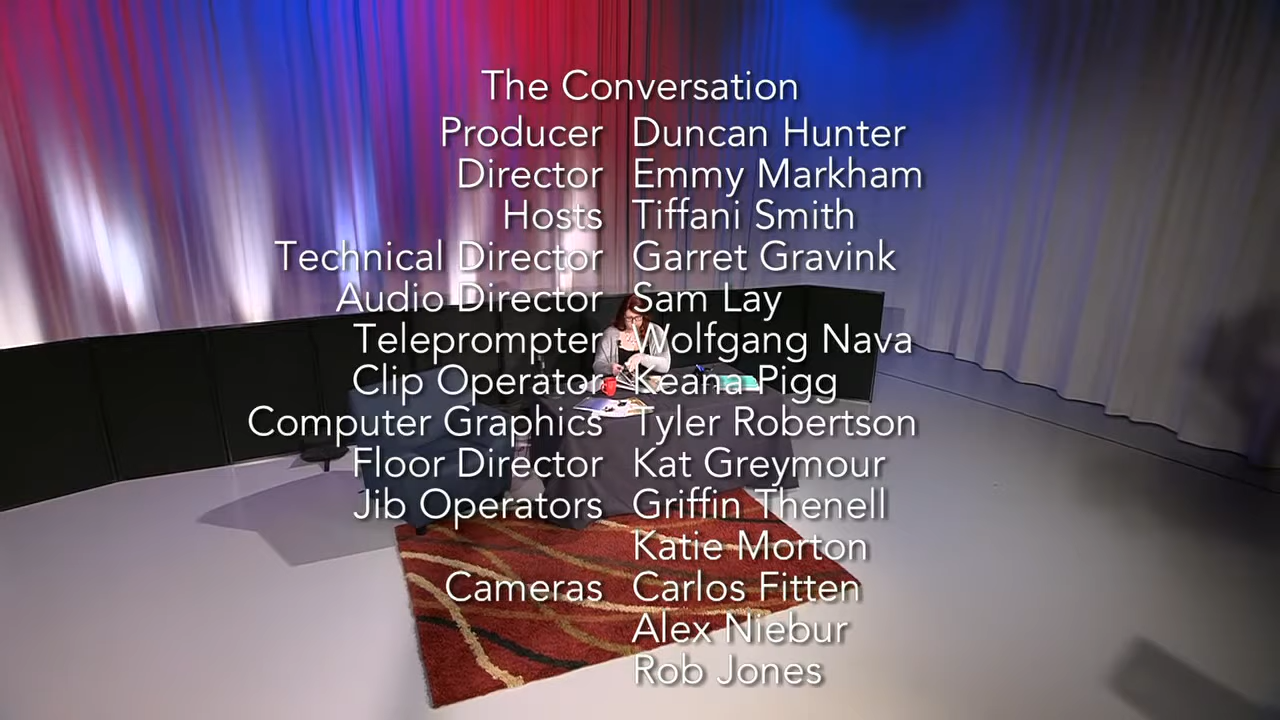 The Conversation
Producer Duncan Hunter
Director Emmy Markham
Hosts Tiffani Smith
Technical Director Garret Gravink
Audio Director Sam Lay
Teleprompter Wolfgang Nava
Clip Operator Keana Pigg
Computer Graphics Tyler Robertson
Floor Director Kat Greymour
Jib Operators Griffin Thenell
Katie Morton
Cameras Carlos Fitten
Alex Niebur
Rob Jones